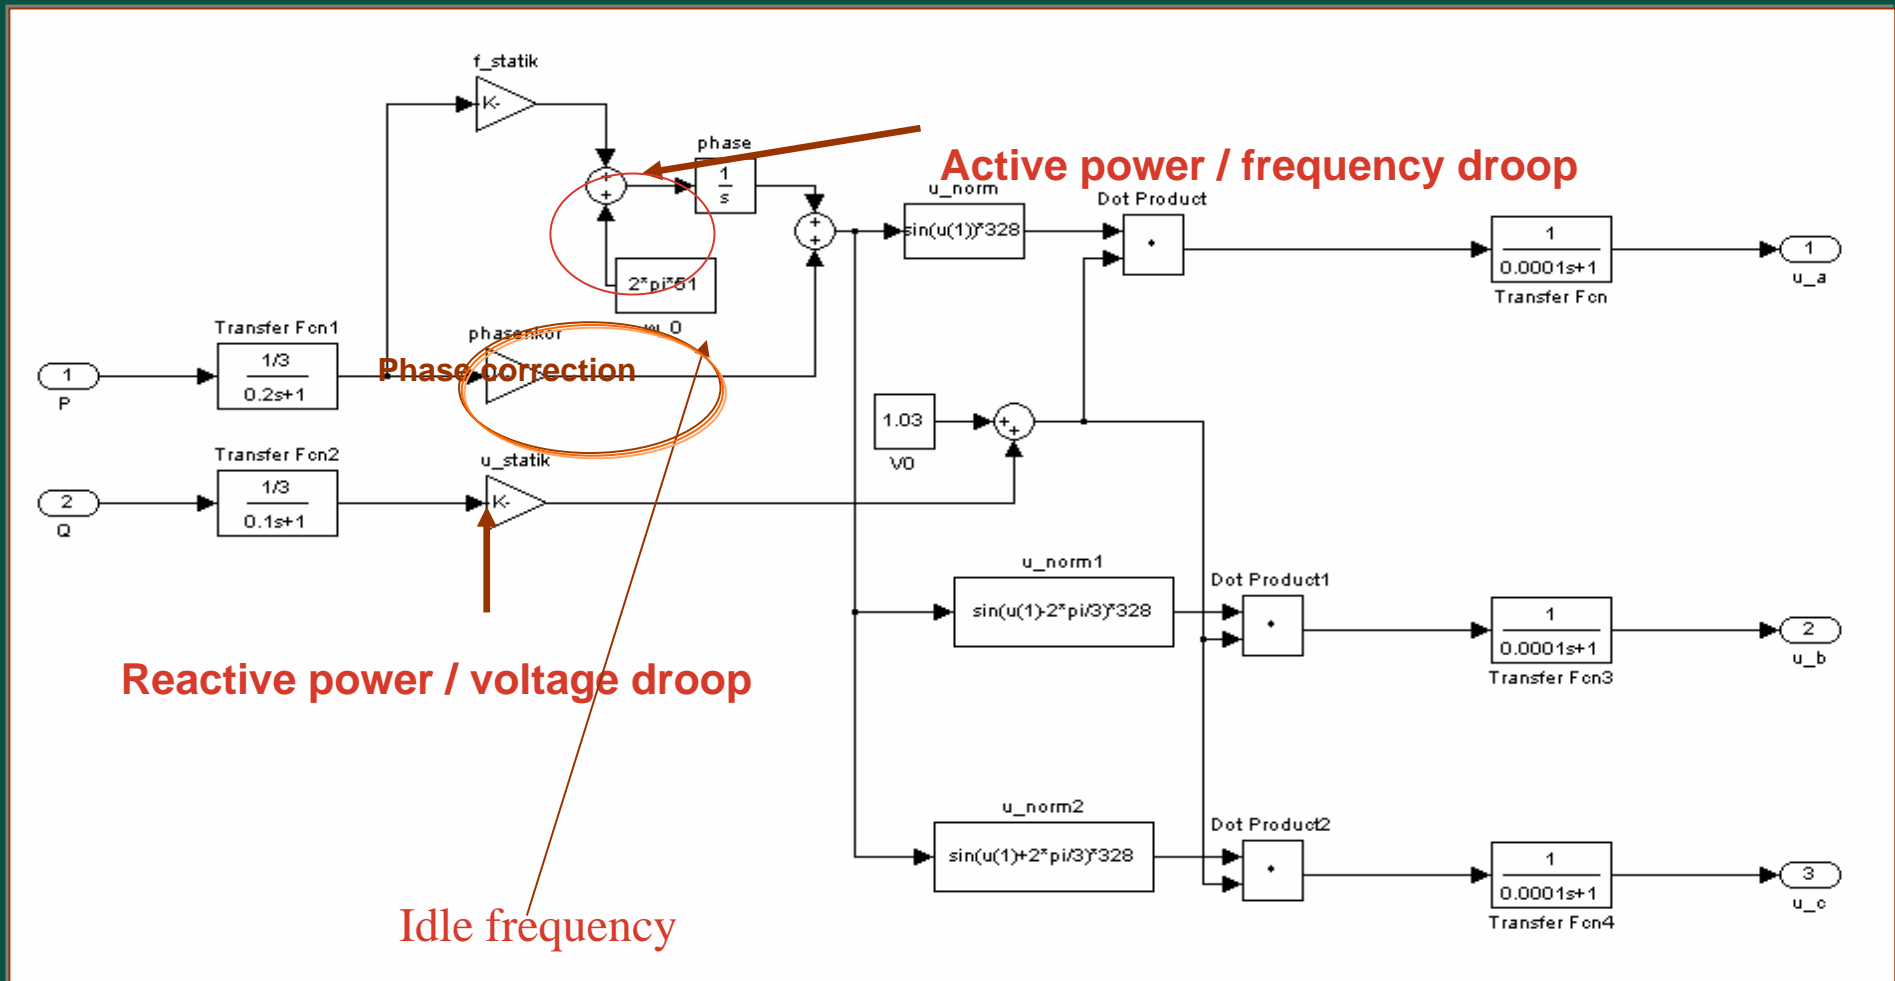 f_statik
K-
phase
1
s
Active power / frequency droop
u_norm
sin(u(1))*328
Dot Product
1
0.0001s+1
Transfer Fcn
1
u_a
2*pi*51
w_0
Transfer Fcn1
1/3
0.2s+1
1
P
phasenkor
Phase correction
1.03
V0
Transfer Fcn2
1/3
0.1s+1
2
Q
u_statik
K-
u_norm1
sin(u(1)-2*pi/3)*328
Dot Product1
1
0.0001s+1
Transfer Fcn3
2
u_b
Reactive power / voltage droop
u_norm2
sin(u(1)+2*pi/3)*328
Dot Product2
1
0.0001s+1
Transfer Fcn4
3
u_c
Idle frequency